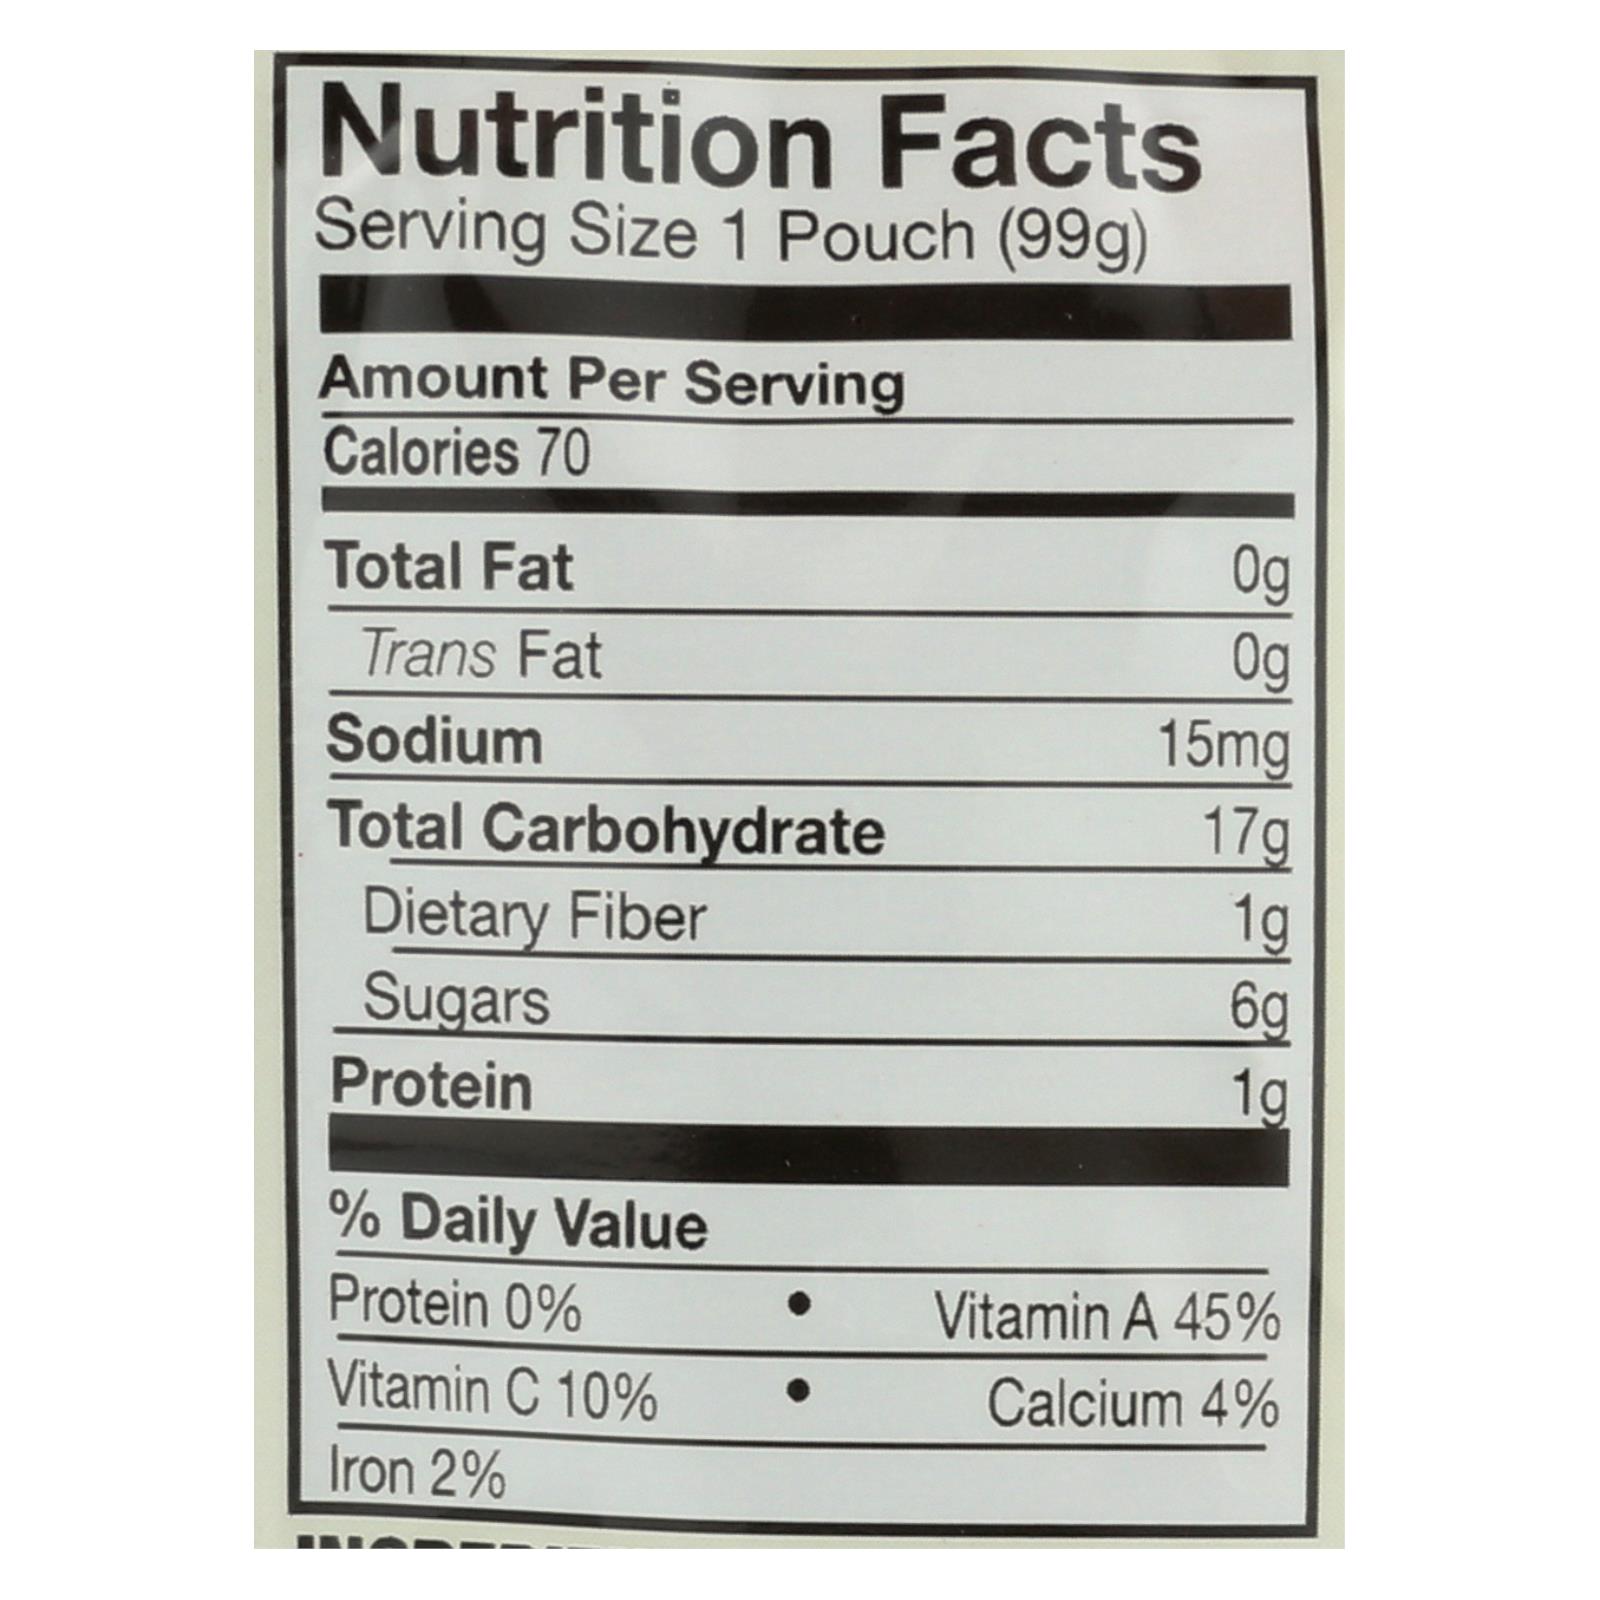 Nutrition Facts
Serving Size 1 Pouch (99g)
Amount Per Serving
Calories 70
Total Fat 0g
Trans Fat 0g
Sodium 15mg
Total Carbohydrate 17g
Dietary Fiber 1g
Sugars 6g
Protein 1g
% Daily Value
Protein 0% • Vitamin A 45%
Vitamin C 10% • Calcium 4%
Iron 2%